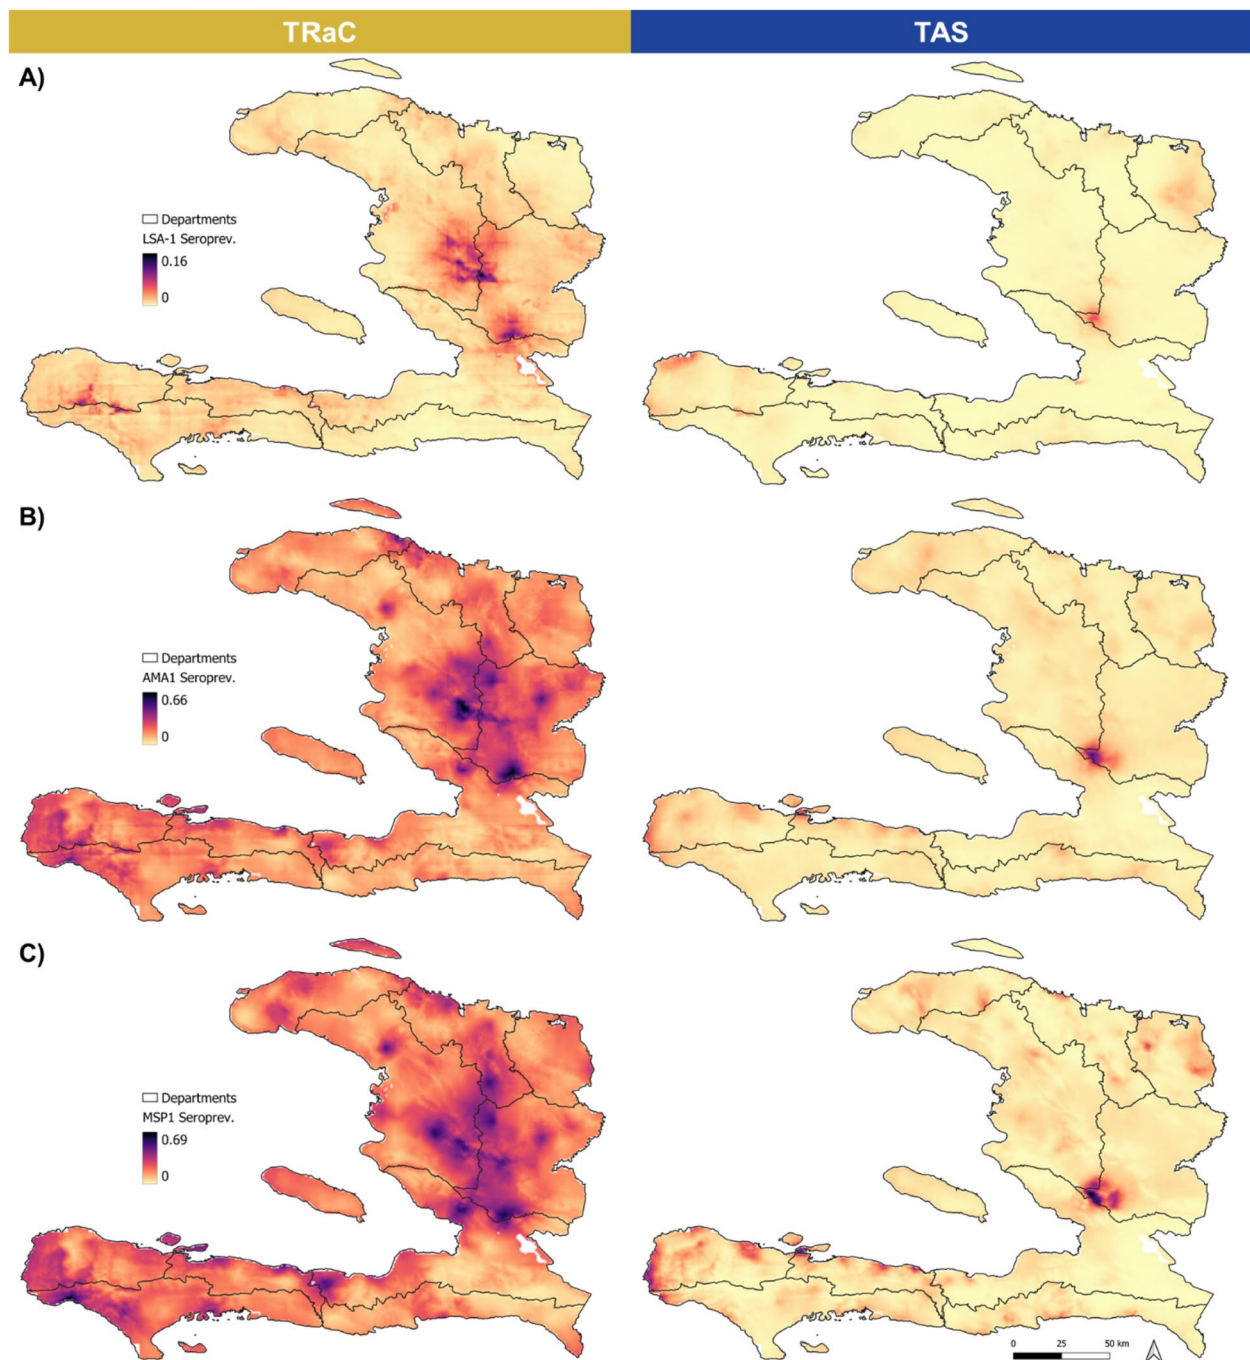 TRaC
TAS
A)
Departments
LSA-1 Seroprev.
0.16
0
B)
Departments
AMA1 Seroprev.
0.66
0
C)
Departments
MSP1 Seroprev.
0.69
0
0 25 50 km